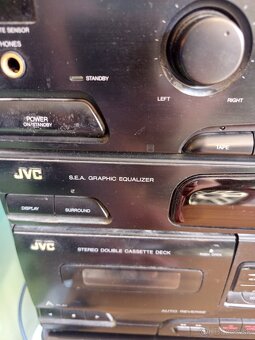 TE SENSOR
PHONES
STANDBY
LEFT RIGHT
POWER
ON/STANDBY
TAPE
JVC S.E.A. GRAPHIC EQUALIZER
DISPLAY SURROUND
JVC STEREO DOUBLE CASSETTE DECK
AUTO REVERSE